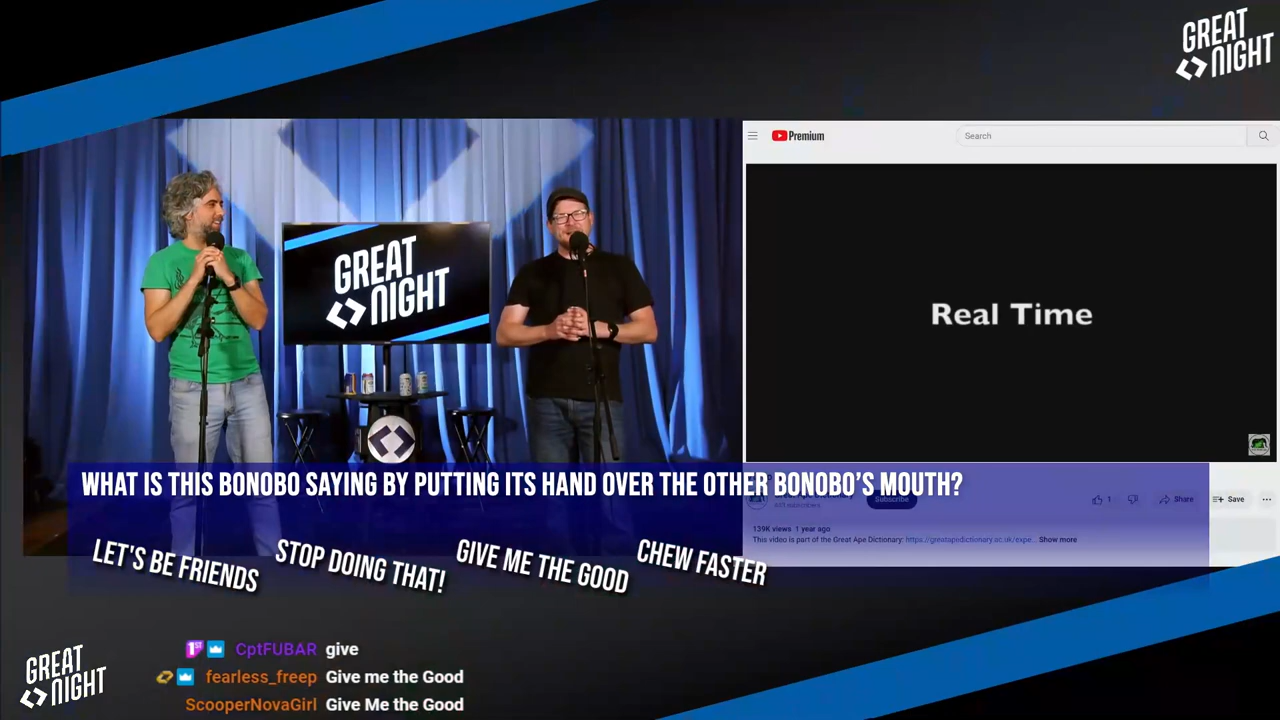 GREAT
NIGHT
Premium
Search
GREAT
NIGHT
Real Time
WHAT IS THIS BONOBO SAYING BY PUTTING ITS HAND OVER THE OTHER BONOBO'S MOUTH?
Subscribe
1
Share
Save
139K views 1 year ago
This video is part of the Great Ape Dictionary: https://greatapedictionary.ac.uk/expe... Show more
LET'S BE FRIENDS
STOP DOING THAT!
GIVE ME THE GOOD
CHEW FASTER
CptFUBAR give
fearless_freep Give me the Good
ScooperNovaGirl Give Me the Good
GREAT
NIGHT